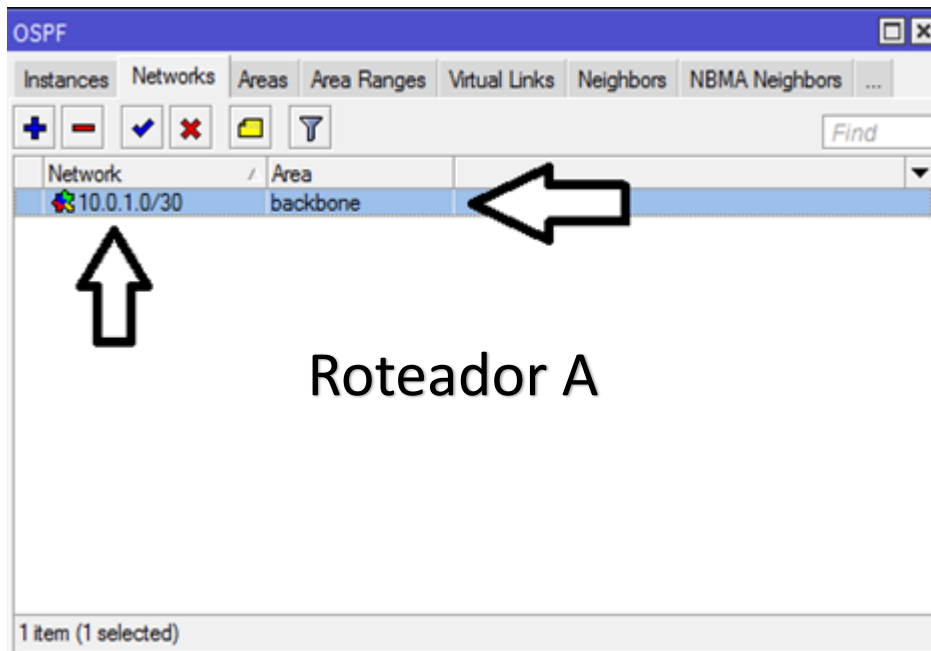 OSPF
Instances Networks Areas Area Ranges Virtual Links Neighbors NBMA Neighbors ...
Find
Network Area
10.0.1.0/30 backbone
Roteador A
1 item (1 selected)